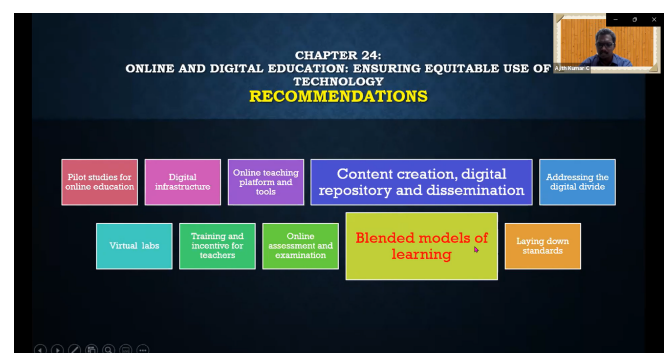 CHAPTER 24:
ONLINE AND DIGITAL EDUCATION: ENSURING EQUITABLE USE OF
TECHNOLOGY
RECOMMENDATIONS
Ajith Kumar C
Pilot studies for
online education
Digital
infrastructure
Online teaching
platform and
tools
Content creation, digital
repository and dissemination
Addressing the
digital divide
Virtual labs
Training and
incentive for
teachers
Online
assessment and
examination
Blended models of
learning
Laying down
standards